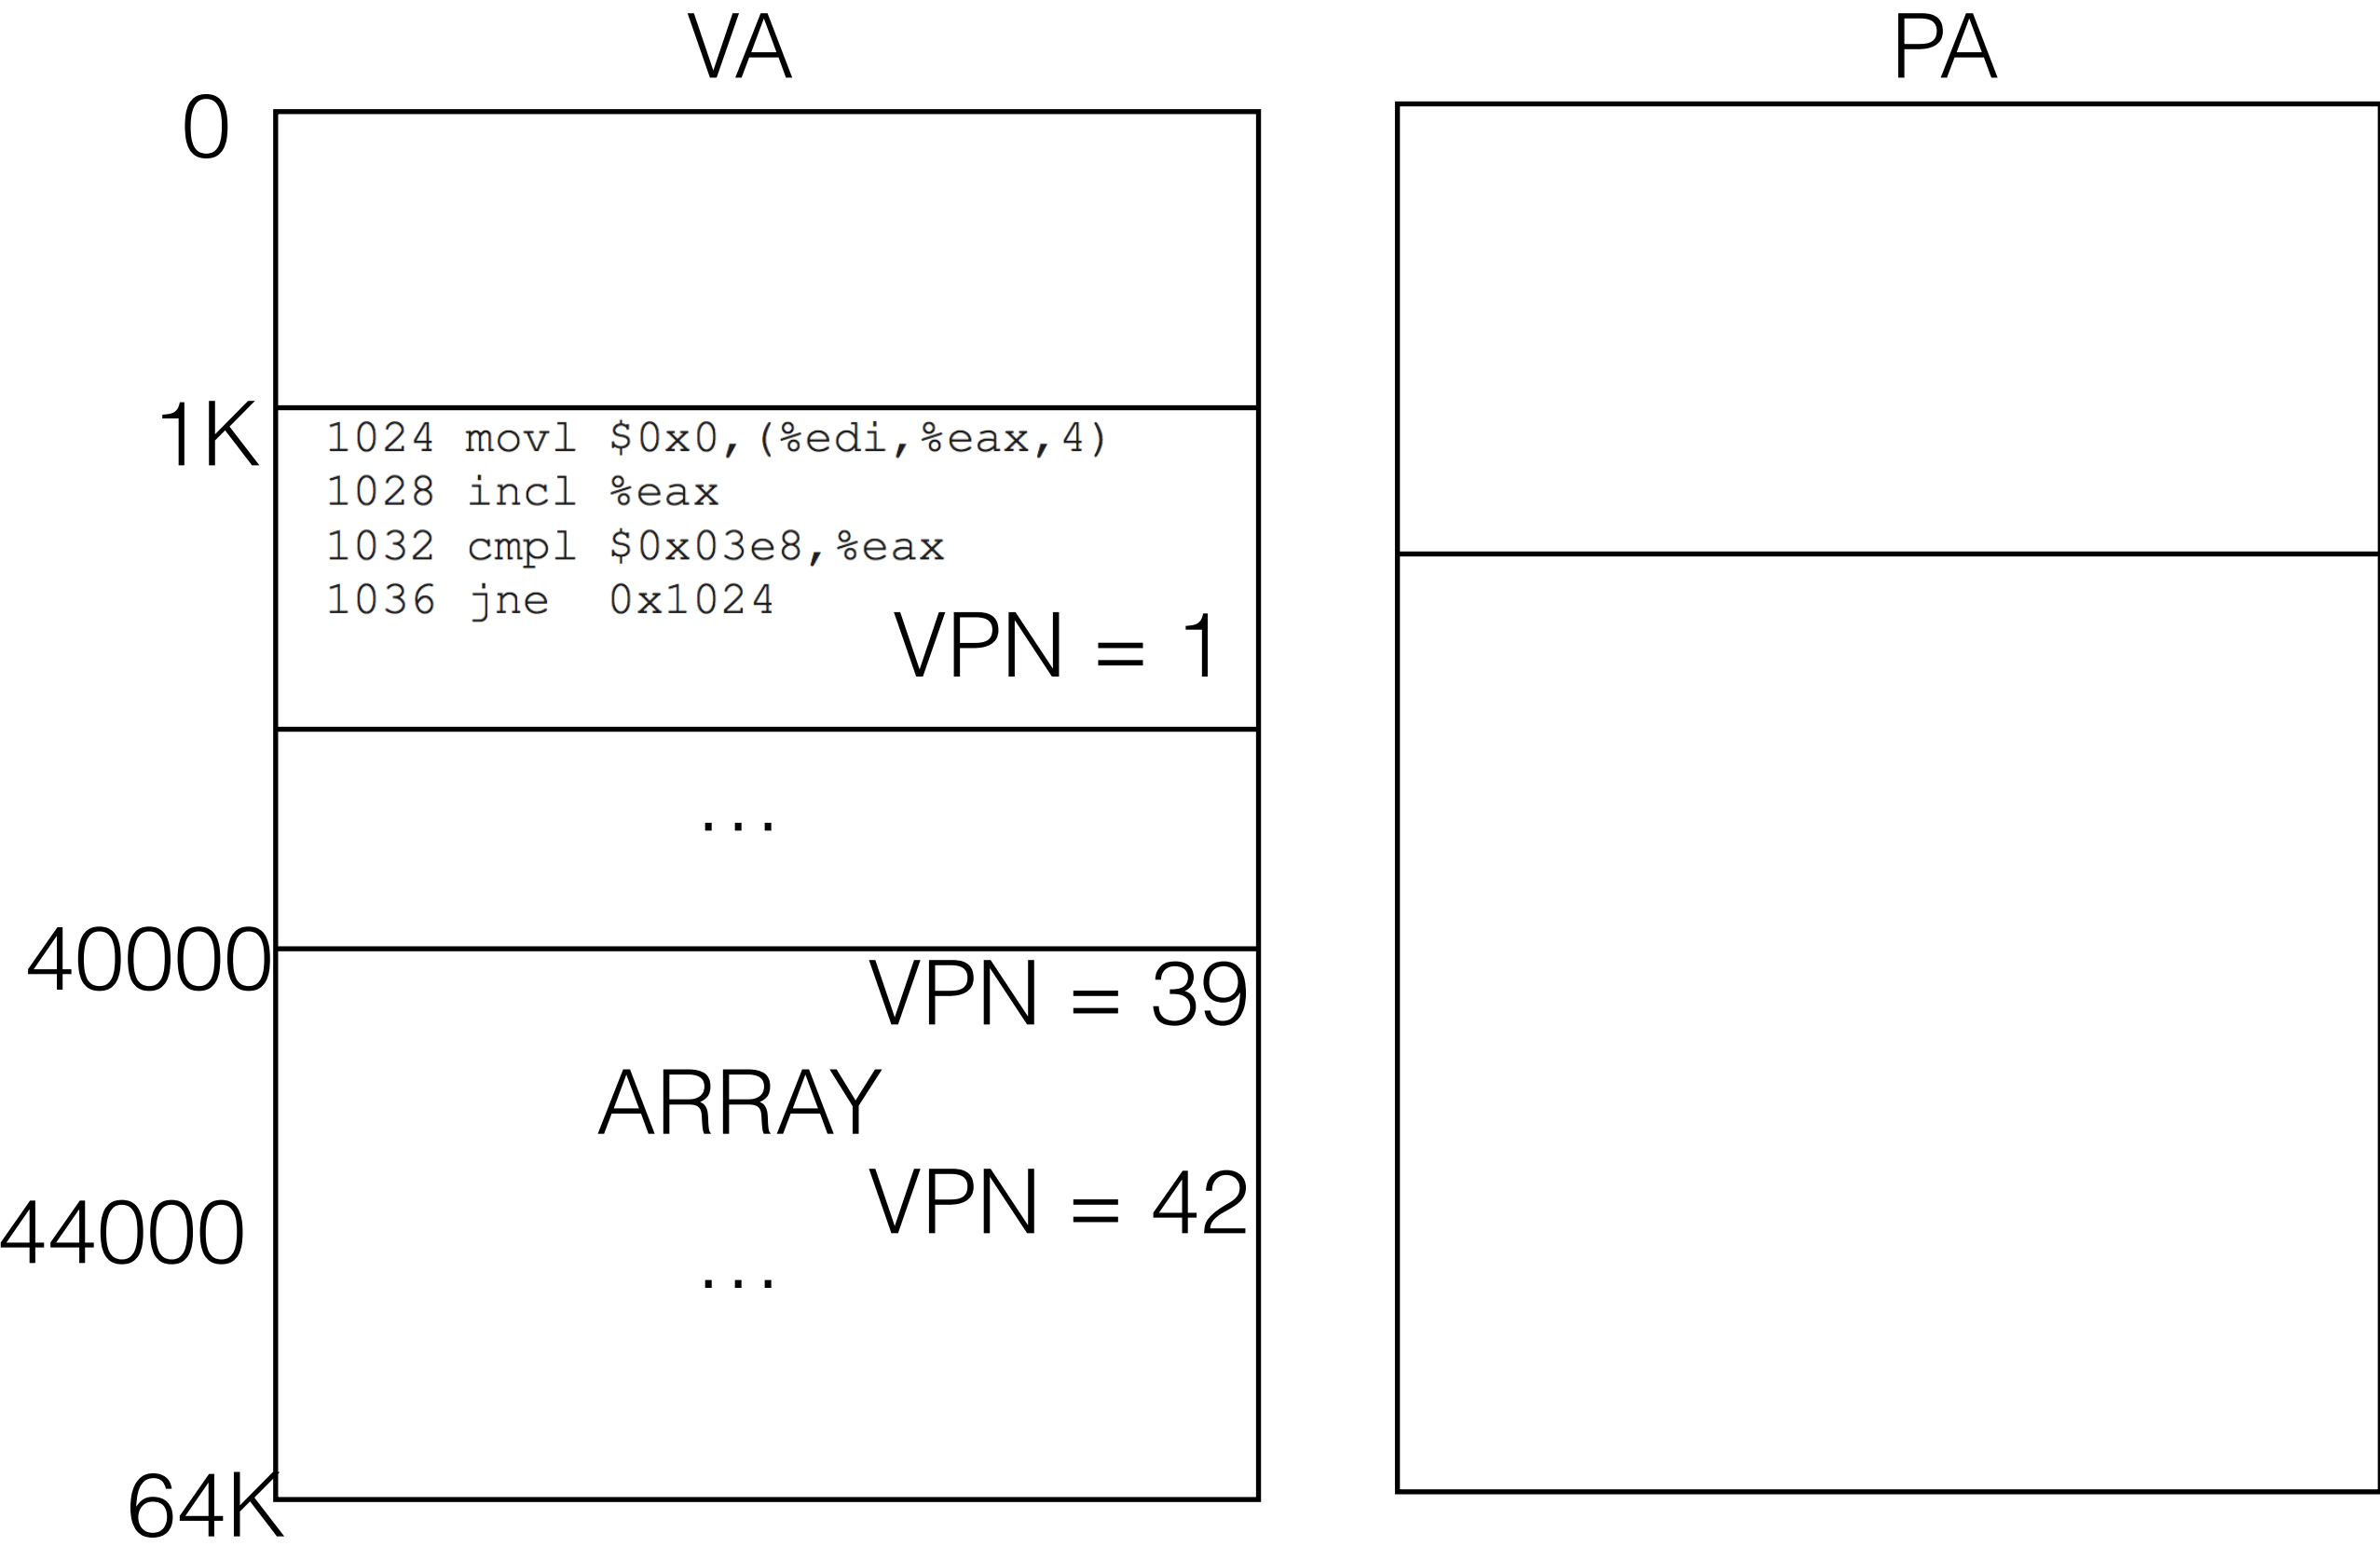 VA
PA
0
1K
1024 movl $0x0,(%edi,%eax,4)
1028 incl %eax
1032 cmpl $0x03e8,%eax
1036 jne 0x1024
VPN = 1
...
40000
VPN = 39
ARRAY
VPN = 42
44000
...
64K